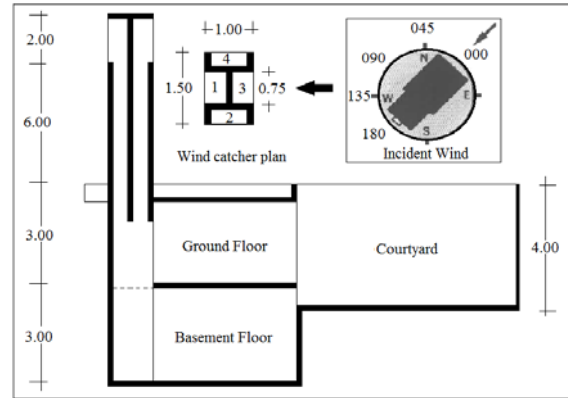 2.00
6.00
3.00
3.00
1.00
1.50
0.75
4
1
3
2
Wind catcher plan
045
090
000
135
180
N
W
E
S
Incident Wind
Ground Floor
Courtyard
4.00
Basement Floor